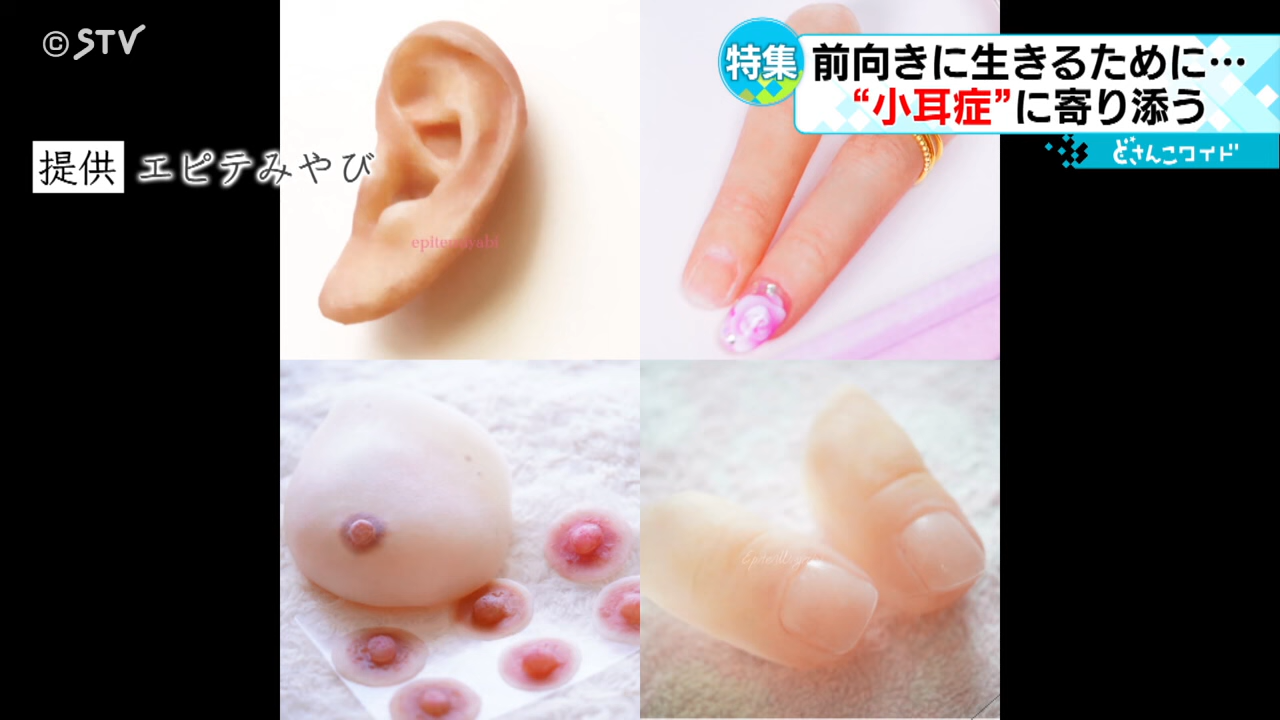 © STV
特集
前向きに生きるために…
“小耳症”に寄り添う
どさんこワイド
提供 エピテみやび
epitemiyabi